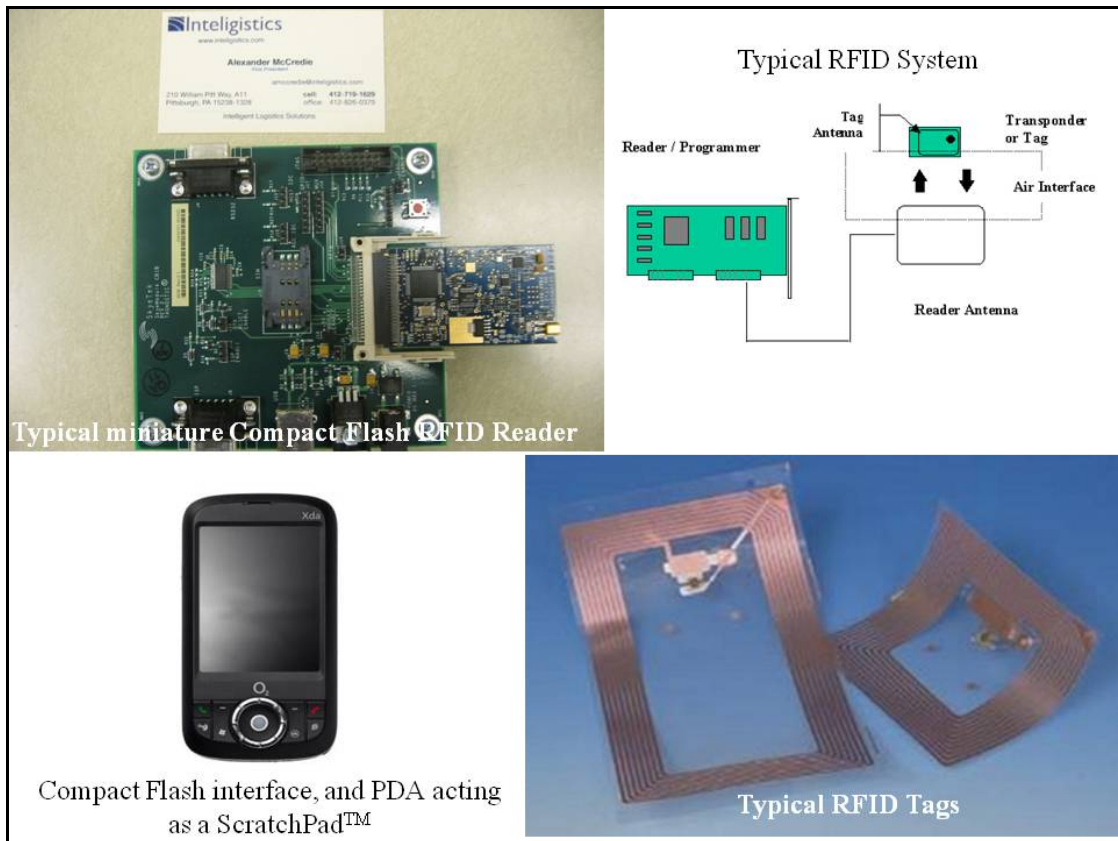 Inteligistics
www.inteligistics.com
Alexander McCredie
Vice President
amccredie@inteligistics.com
210 William Pitt Way, A11
Pittsburgh, PA 15238-1328
cell: 412-719-1629
office: 412-826-0375
Intelligent Logistics Solutions
SkyeTek
Typical miniature Compact Flash RFID Reader
Typical RFID System
Tag
Antenna
Transponder
or Tag
Reader / Programmer
Air Interface
Reader Antenna
Xda
O2
Compact Flash interface, and PDA acting
as a ScratchPad™
Typical RFID Tags